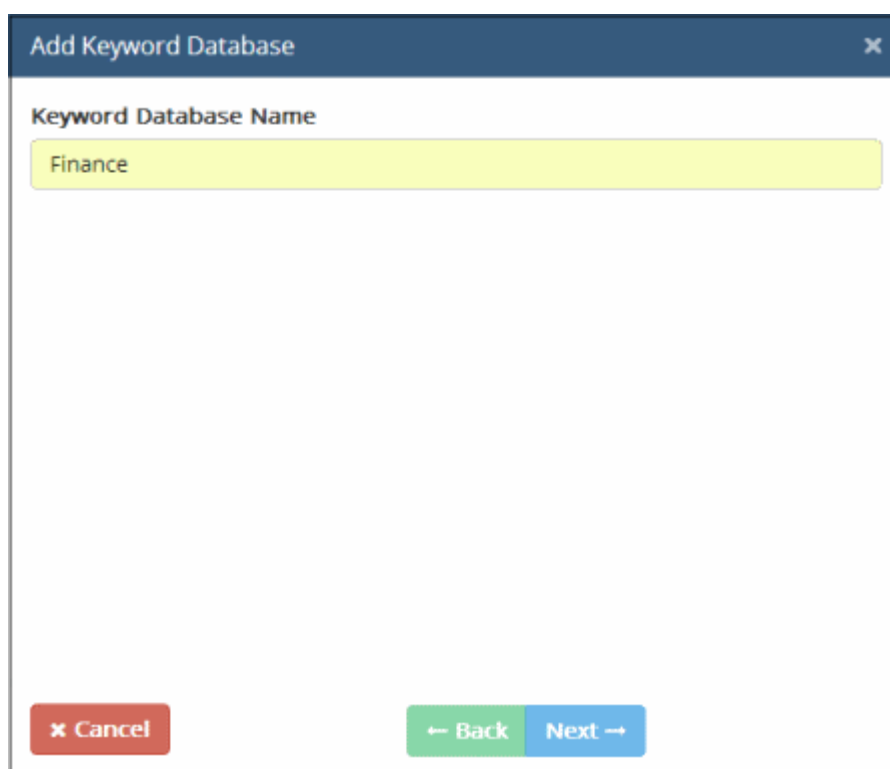 Add Keyword Database ×
Keyword Database Name
Finance
× Cancel
← Back
Next →